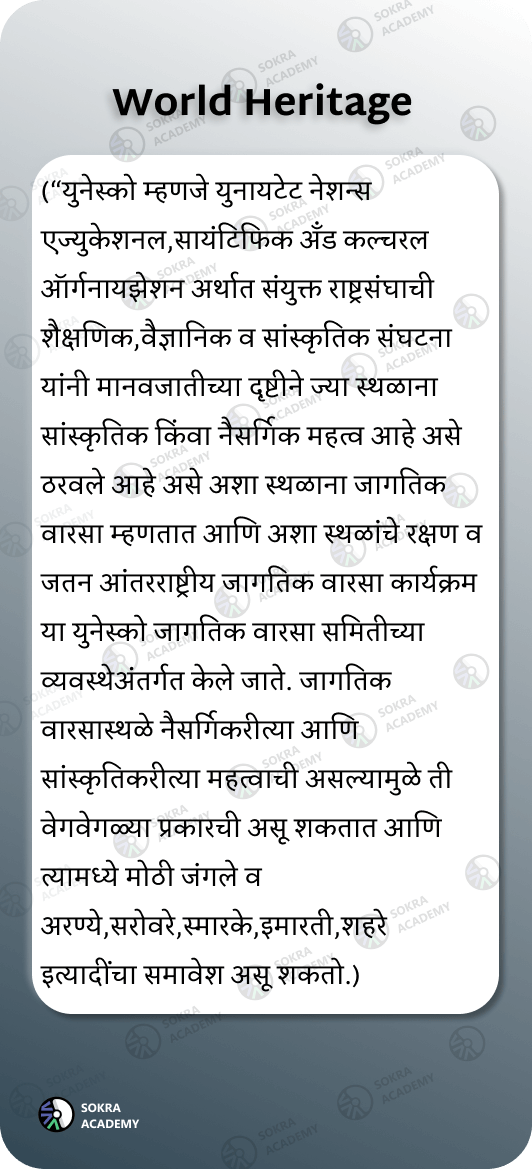 World Heritage
(“युनेस्को म्हणजे युनायटेट नेशन्स
एज्युकेशनल,सायंटिफिक अँड कल्चरल
ऑर्गनायझेशन अर्थात संयुक्त राष्ट्रसंघाची
शैक्षणिक,वैज्ञानिक व सांस्कृतिक संघटना
यांनी मानवजातीच्या दृष्टीने ज्या स्थळाना
सांस्कृतिक किंवा नैसर्गिक महत्व आहे असे
ठरवले आहे असे अशा स्थळाना जागतिक
वारसा म्हणतात आणि अशा स्थळांचे रक्षण व
जतन आंतरराष्ट्रीय जागतिक वारसा कार्यक्रम
या युनेस्को जागतिक वारसा समितीच्या
व्यवस्थेअंतर्गत केले जाते. जागतिक
वारसास्थळे नैसर्गिकरीत्या आणि
सांस्कृतिकरीत्या महत्वाची असल्यामुळे ती
वेगवेगळ्या प्रकारची असू शकतात आणि
त्यामध्ये मोठी जंगले व
अरण्ये,सरोवरे,स्मारके,इमारती,शहरे
इत्यादींचा समावेश असू शकतो.)
SOKRA
ACADEMY